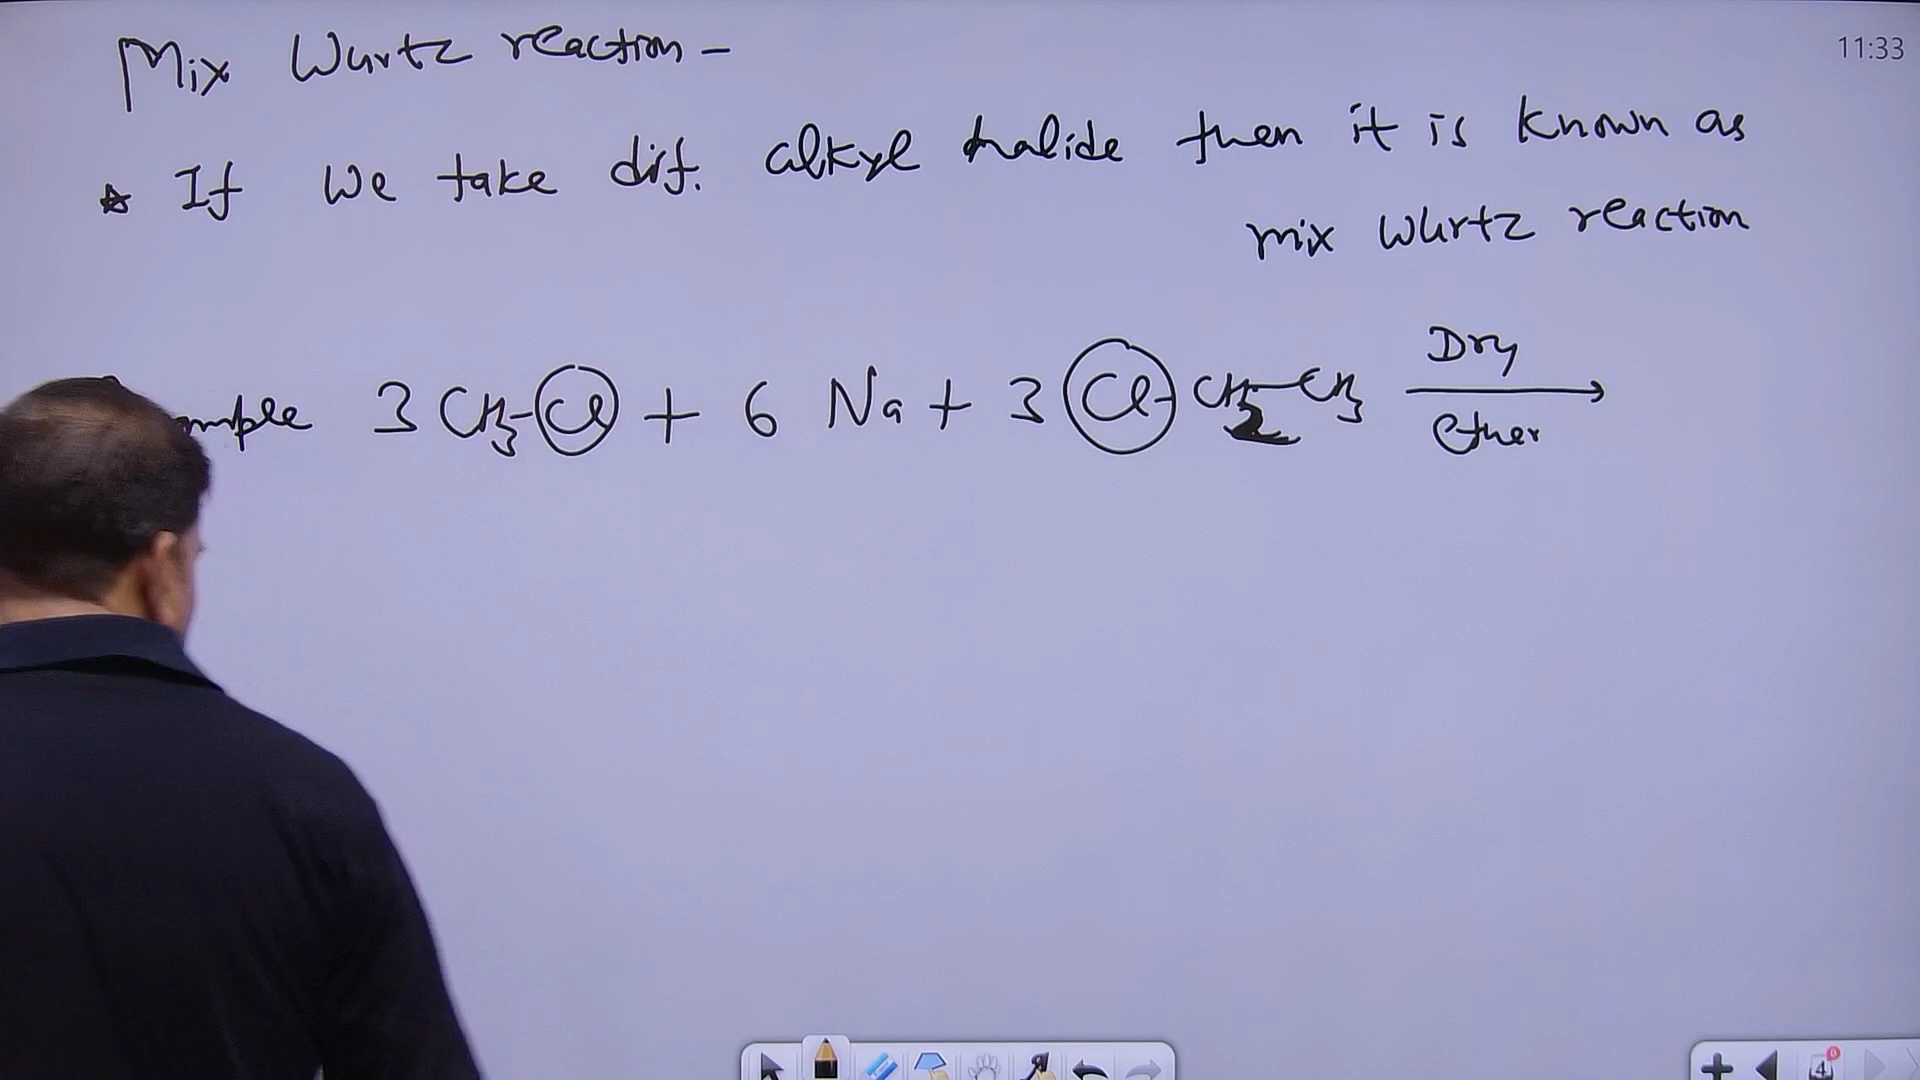 Mix Wurtz reaction -
11:33
☆ If we take dif. alkyl halide then it is known as
mix Wurtz reaction
mple 3 CH3-Cl + 6 Na + 3 Cl-CH2-CH3 Dry ether →
4